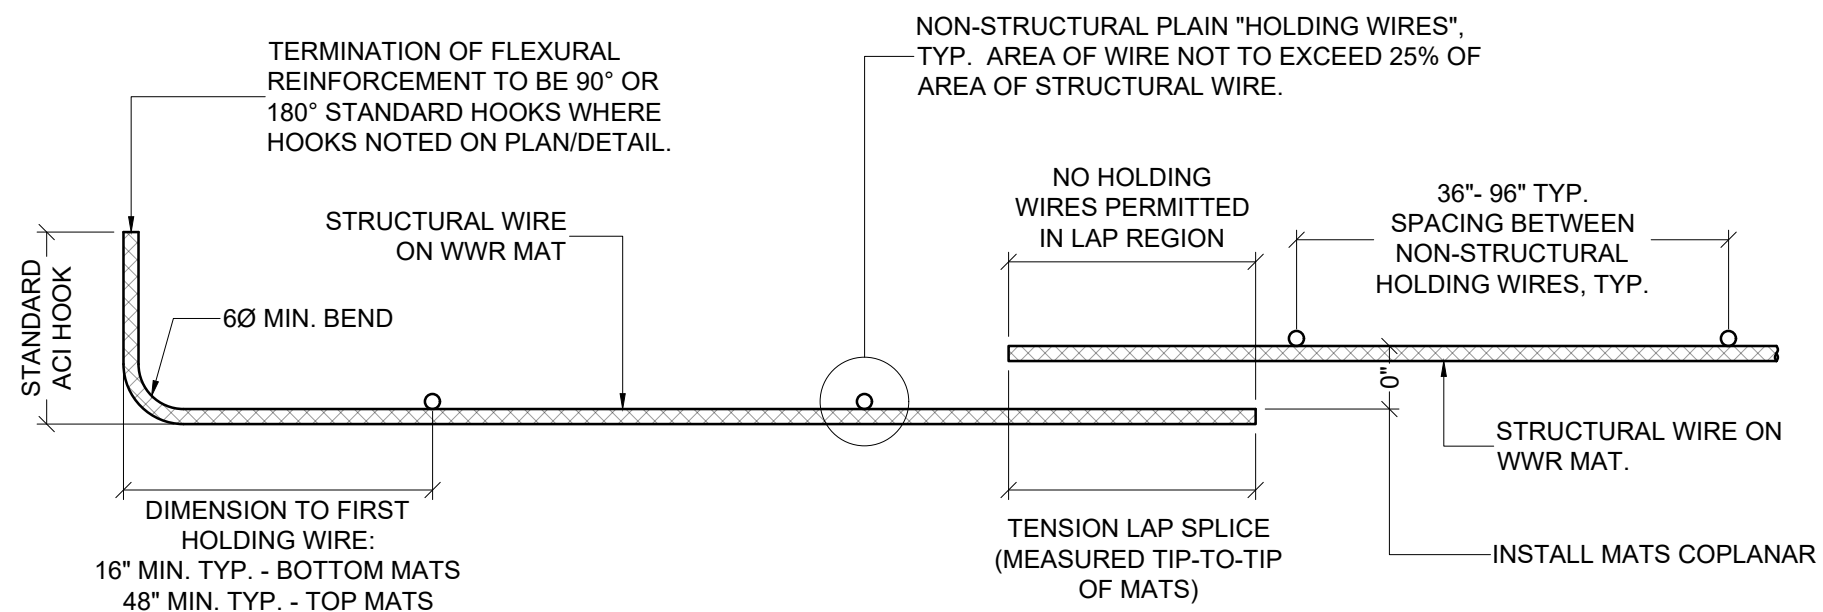 TERMINATION OF FLEXURAL
REINFORCEMENT TO BE 90° OR
180° STANDARD HOOKS WHERE
HOOKS NOTED ON PLAN/DETAIL.
NON-STRUCTURAL PLAIN "HOLDING WIRES",
TYP. AREA OF WIRE NOT TO EXCEED 25% OF
AREA OF STRUCTURAL WIRE.
STRUCTURAL WIRE
ON WWR MAT
NO HOLDING
WIRES PERMITTED
IN LAP REGION
36"- 96" TYP.
SPACING BETWEEN
NON-STRUCTURAL
HOLDING WIRES, TYP.
STANDARD
ACI HOOK
6Ø MIN. BEND
0"
STRUCTURAL WIRE ON
WWR MAT.
DIMENSION TO FIRST
HOLDING WIRE:
16" MIN. TYP. - BOTTOM MATS
48" MIN. TYP. - TOP MATS
TENSION LAP SPLICE
(MEASURED TIP-TO-TIP
OF MATS)
INSTALL MATS COPLANAR